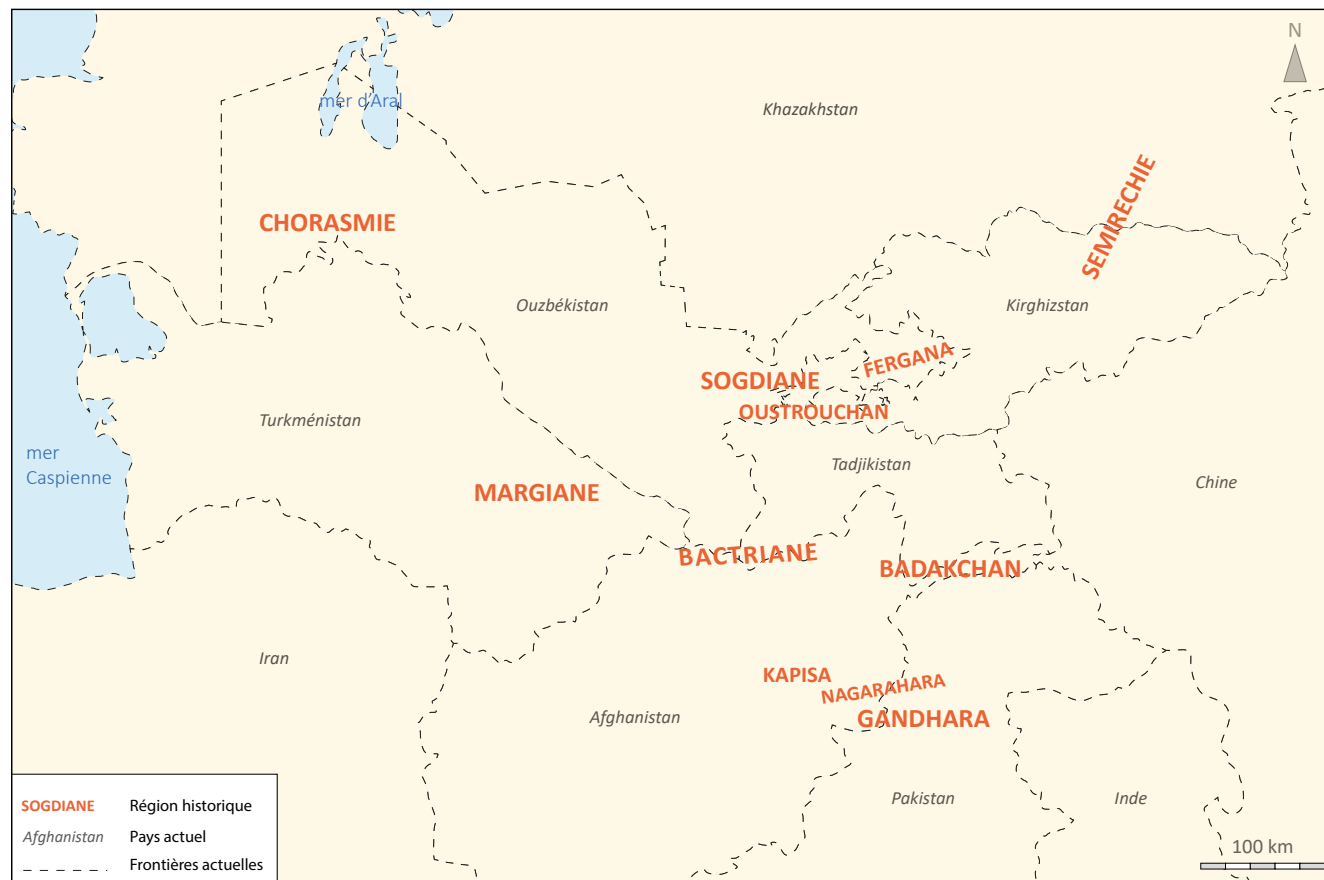 N
mer d'Aral
Khazakhstan
SEMIRECHIE
CHORASMIE
Ouzbékistan
Kirghizstan
FERGANA
SOGDIANE
OUSTROUCHAN
Turkménistan
mer
Caspienne
Tadjikistan
Chine
MARGIANE
BACTRIANE
BADAKCHAN
Iran
KAPISA
NAGARAHARA
Afghanistan
GANDHARA
Pakistan
Inde
SOGDIANE Région historique
Afghanistan Pays actuel
Frontières actuelles
100 km